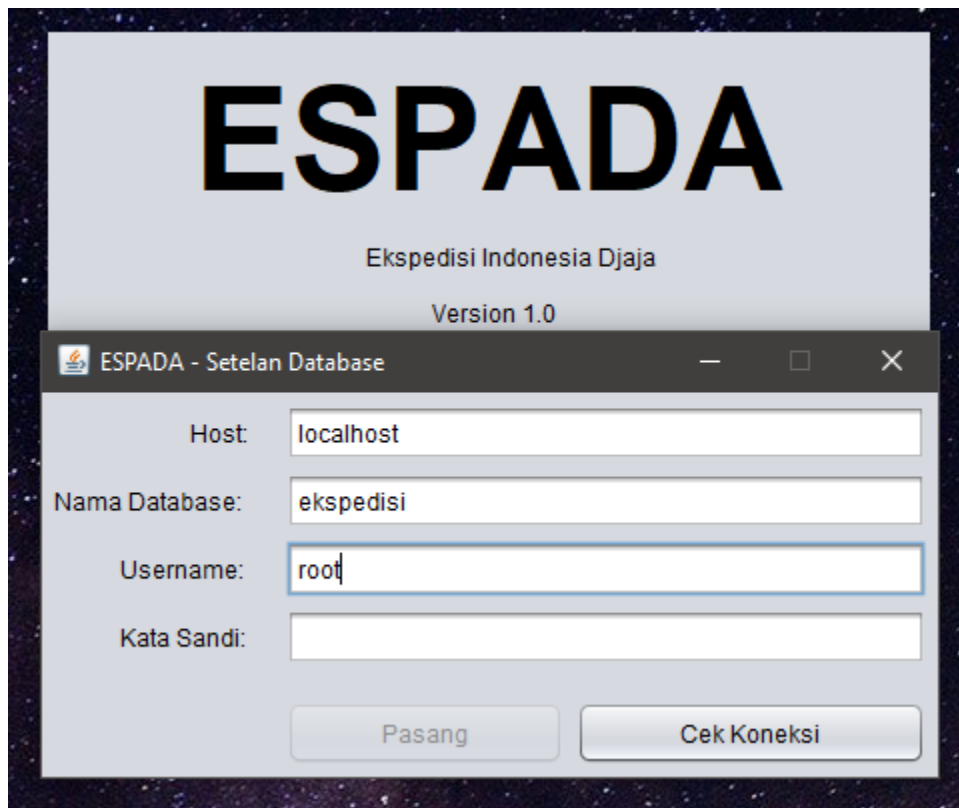 ESPADA
Ekspedisi Indonesia Djaja
Version 1.0
ESPADA - Setelan Database
Host: localhost
Nama Database: ekspedisi
Username: root
Kata Sandi:
Pasang Cek Koneksi